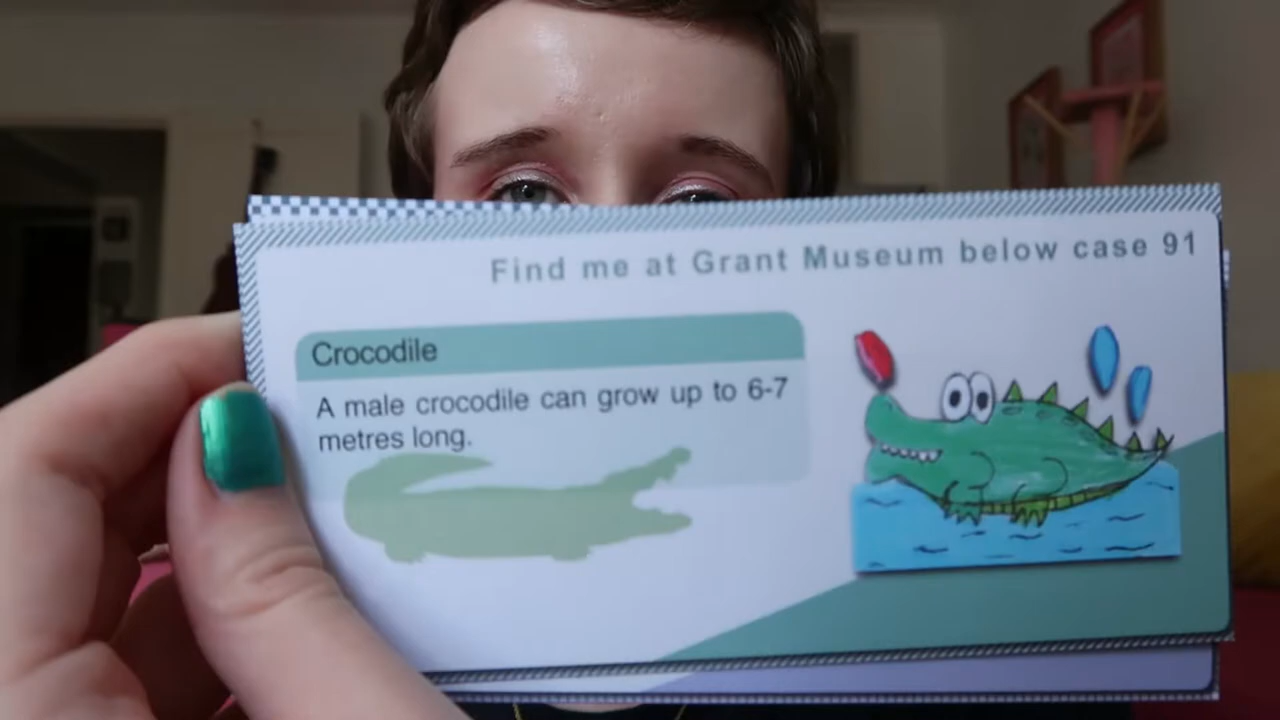 Find me at Grant Museum below case 91
Crocodile
A male crocodile can grow up to 6-7
metres long.